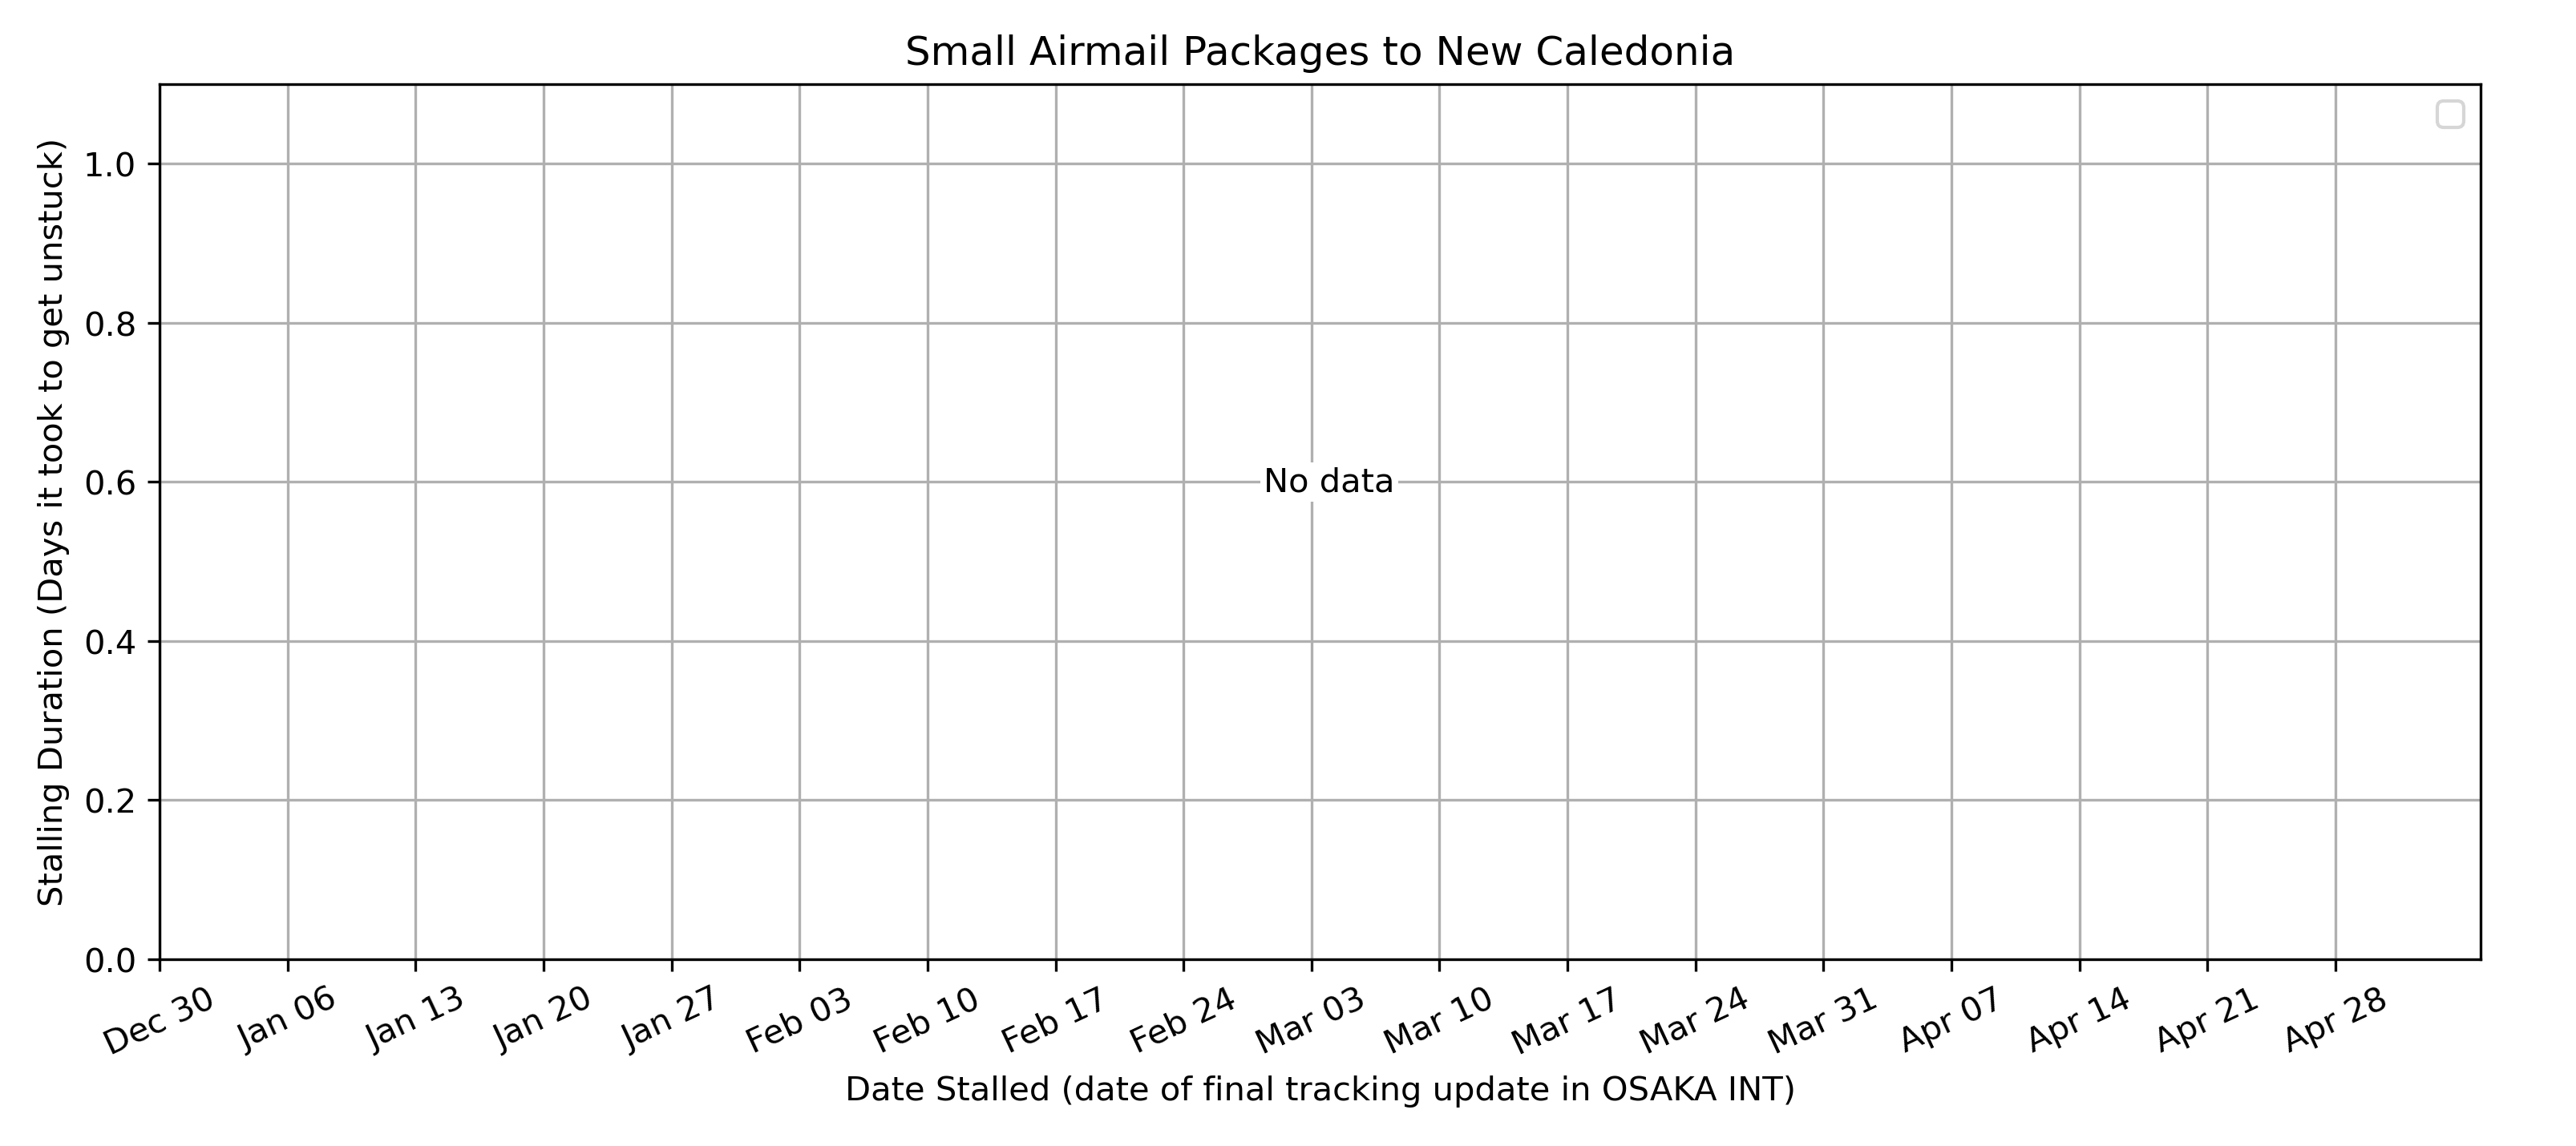 Small Airmail Packages to New Caledonia
Stalling Duration (Days it took to get unstuck)
1.0
0.8
0.6
0.4
0.2
0.0
No data
Dec 30 Jan 06 Jan 13 Jan 20 Jan 27 Feb 03 Feb 10 Feb 17 Feb 24 Mar 03 Mar 10 Mar 17 Mar 24 Mar 31 Apr 07 Apr 14 Apr 21 Apr 28
Date Stalled (date of final tracking update in OSAKA INT)